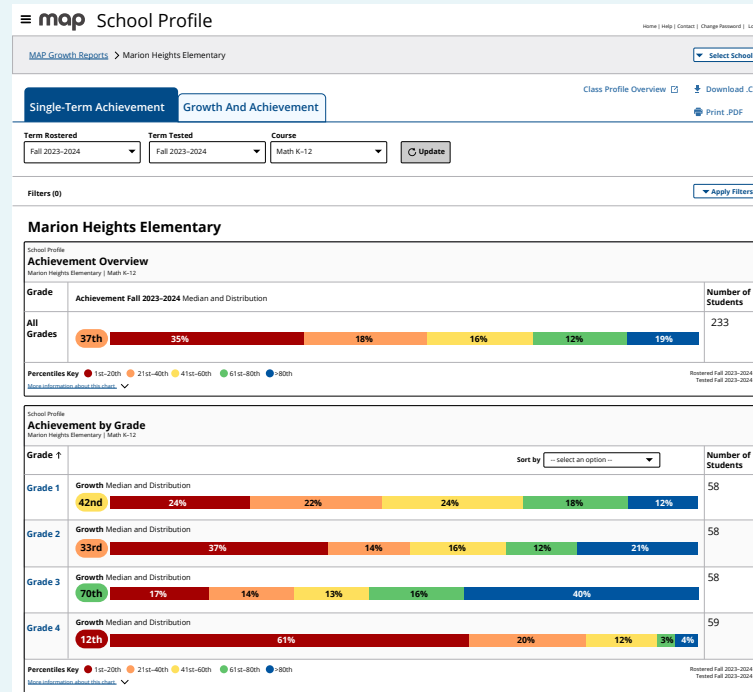 map School Profile
Home | Help | Contact | Change Password |
MAP Growth Reports > Marion Heights Elementary
Select School
Class Profile Overview
Download .C
Print .PDF
Single-Term Achievement
Growth And Achievement
Term Rostered
Term Tested
Course
Fall 2023–2024
Fall 2023–2024
Math K–12
Update
Filters (0)
Apply Filters
Marion Heights Elementary
School Profile
Achievement Overview
Marion Heights Elementary | Math K–12
Grade
Achievement Fall 2023–2024 Median and Distribution
Number of
Students
All
Grades
37th
35%
18%
16%
12%
19%
233
Percentiles Key 1st–20th 21st–40th 41st–60th 61st–80th >80th
More information about this chart.
Rostered Fall 2023–2024
Tested Fall 2023–2024
School Profile
Achievement by Grade
Marion Heights Elementary | Math K–12
Grade ↑
Sort by
-- select an option --
Number of
Students
Grade 1
Growth Median and Distribution
42nd
24%
22%
24%
18%
12%
58
Grade 2
Growth Median and Distribution
33rd
37%
14%
16%
12%
21%
58
Grade 3
Growth Median and Distribution
70th
17%
14%
13%
16%
40%
58
Grade 4
Growth Median and Distribution
12th
61%
20%
12%
3%
4%
59
Percentiles Key 1st–20th 21st–40th 41st–60th 61st–80th >80th
More information about this chart.
Rostered Fall 2023–2024
Tested Fall 2023–2024